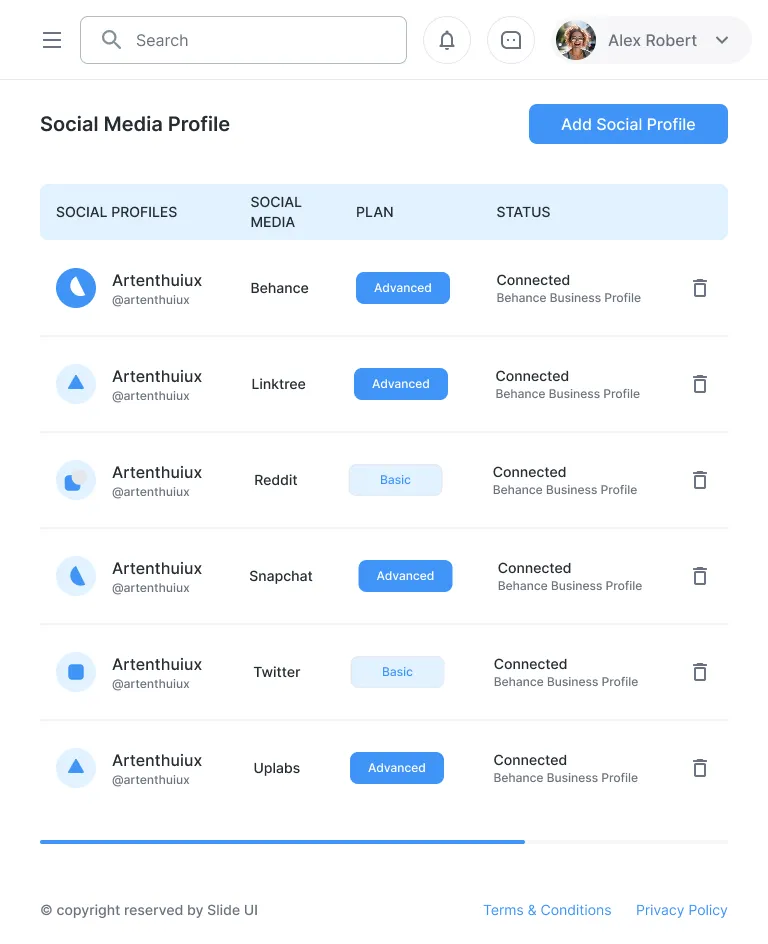 Search
Alex Robert
Social Media Profile
Add Social Profile
SOCIAL PROFILES
SOCIAL
MEDIA
PLAN
STATUS
Artenthuiux
@artenthuiux
Behance
Advanced
Connected
Behance Business Profile
Artenthuiux
@artenthuiux
Linktree
Advanced
Connected
Behance Business Profile
Artenthuiux
@artenthuiux
Reddit
Basic
Connected
Behance Business Profile
Artenthuiux
@artenthuiux
Snapchat
Advanced
Connected
Behance Business Profile
Artenthuiux
@artenthuiux
Twitter
Basic
Connected
Behance Business Profile
Artenthuiux
@artenthuiux
Uplabs
Advanced
Connected
Behance Business Profile
© copyright reserved by Slide UI
Terms & Conditions
Privacy Policy